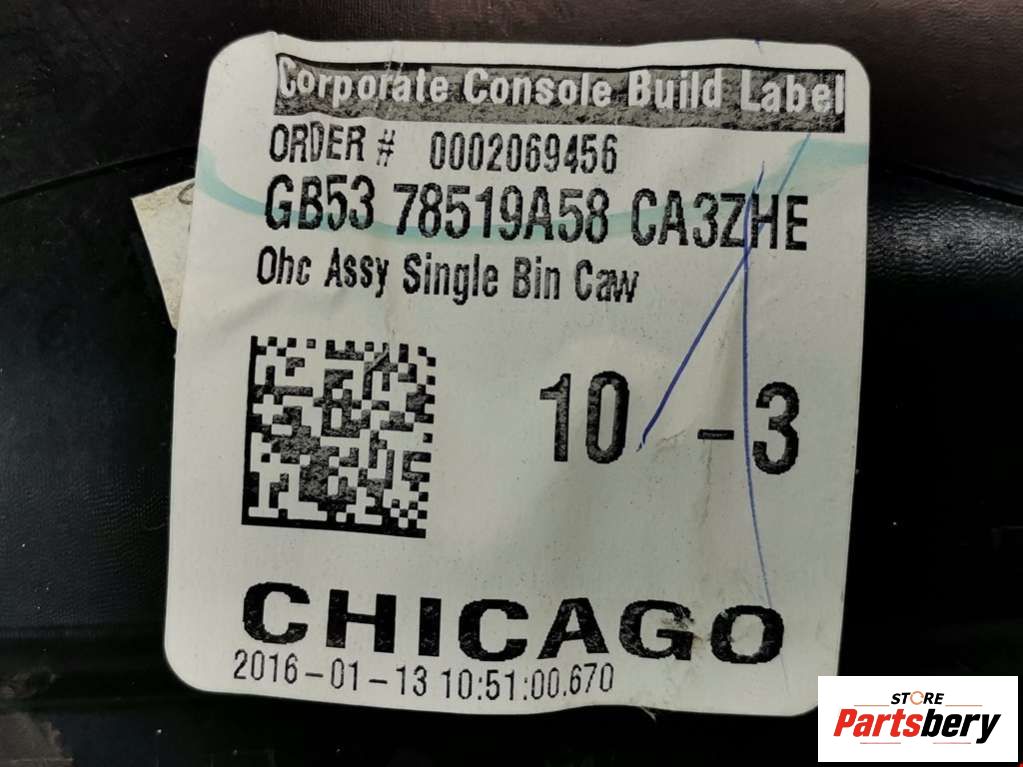 Corporate Console Build Label
ORDER # 0002069456
GB53 78519A58 CA3ZHE
Ohc Assy Single Bin Caw
10 - 3
CHICAGO
2016-01-13 10:51:00.670
STORE
Partsbery